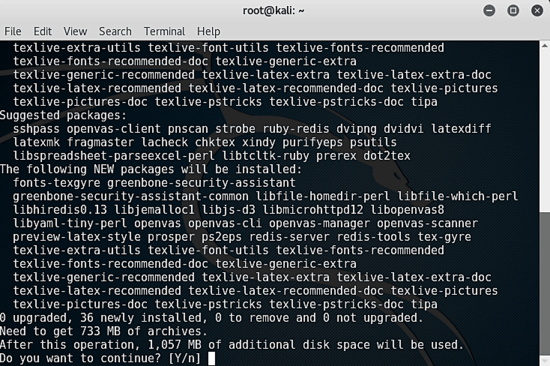 root@kali: ~
File Edit View Search Terminal Help
texlive-extra-utils texlive-font-utils texlive-fonts-recommended
texlive-fonts-recommended-doc texlive-generic-extra
texlive-generic-recommended texlive-latex-extra texlive-latex-extra-doc
texlive-latex-recommended texlive-latex-recommended-doc texlive-pictures
texlive-pictures-doc texlive-pstricks texlive-pstricks-doc tipa
Suggested packages:
sshpass openvas-client pnscan strobe ruby-redis dvipng dvidvi latexdiff
latexmk fragmaster lacheck chktex xindy purifyeps psutils
libspreadsheet-parseexcel-perl libtcltk-ruby prerex dot2tex
The following NEW packages will be installed:
fonts-texgyre greenbone-security-assistant
greenbone-security-assistant-common libfile-homedir-perl libfile-which-perl
libhiredis0.13 libjemalloc1 libjs-d3 libmicrohttpd12 libopenvas8
libyaml-tiny-perl openvas openvas-cli openvas-manager openvas-scanner
preview-latex-style prosper ps2eps redis-server redis-tools tex-gyre
texlive-extra-utils texlive-font-utils texlive-fonts-recommended
texlive-fonts-recommended-doc texlive-generic-extra
texlive-generic-recommended texlive-latex-extra texlive-latex-extra-doc
texlive-latex-recommended texlive-latex-recommended-doc texlive-pictures
texlive-pictures-doc texlive-pstricks texlive-pstricks-doc tipa
0 upgraded, 36 newly installed, 0 to remove and 0 not upgraded.
Need to get 733 MB of archives.
After this operation, 1,057 MB of additional disk space will be used.
Do you want to continue? [Y/n]